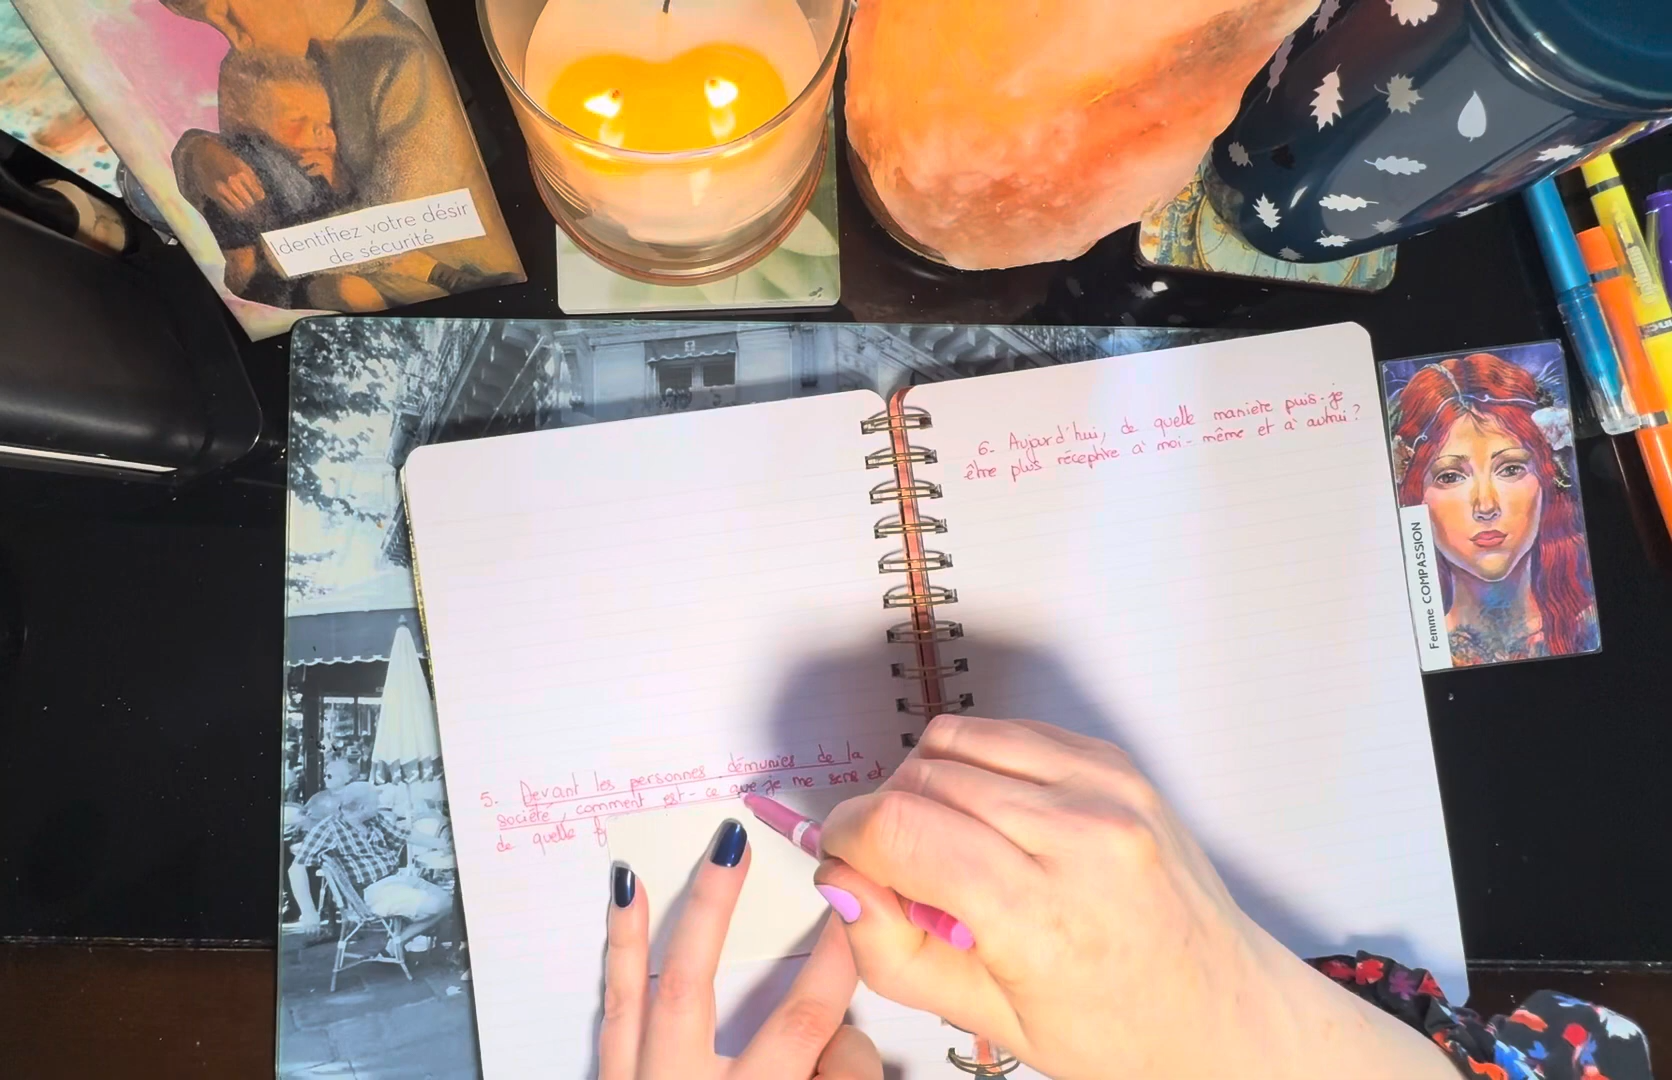 Identifiez votre désir
de sécurité
6. Aujourd'hui, de quelle manière puis-je
être plus réceptive à moi-même et à autrui ?
Femme COMPASSION
5. Devant les personnes démunies de la
société, comment est-ce que je me sens et
de quelle